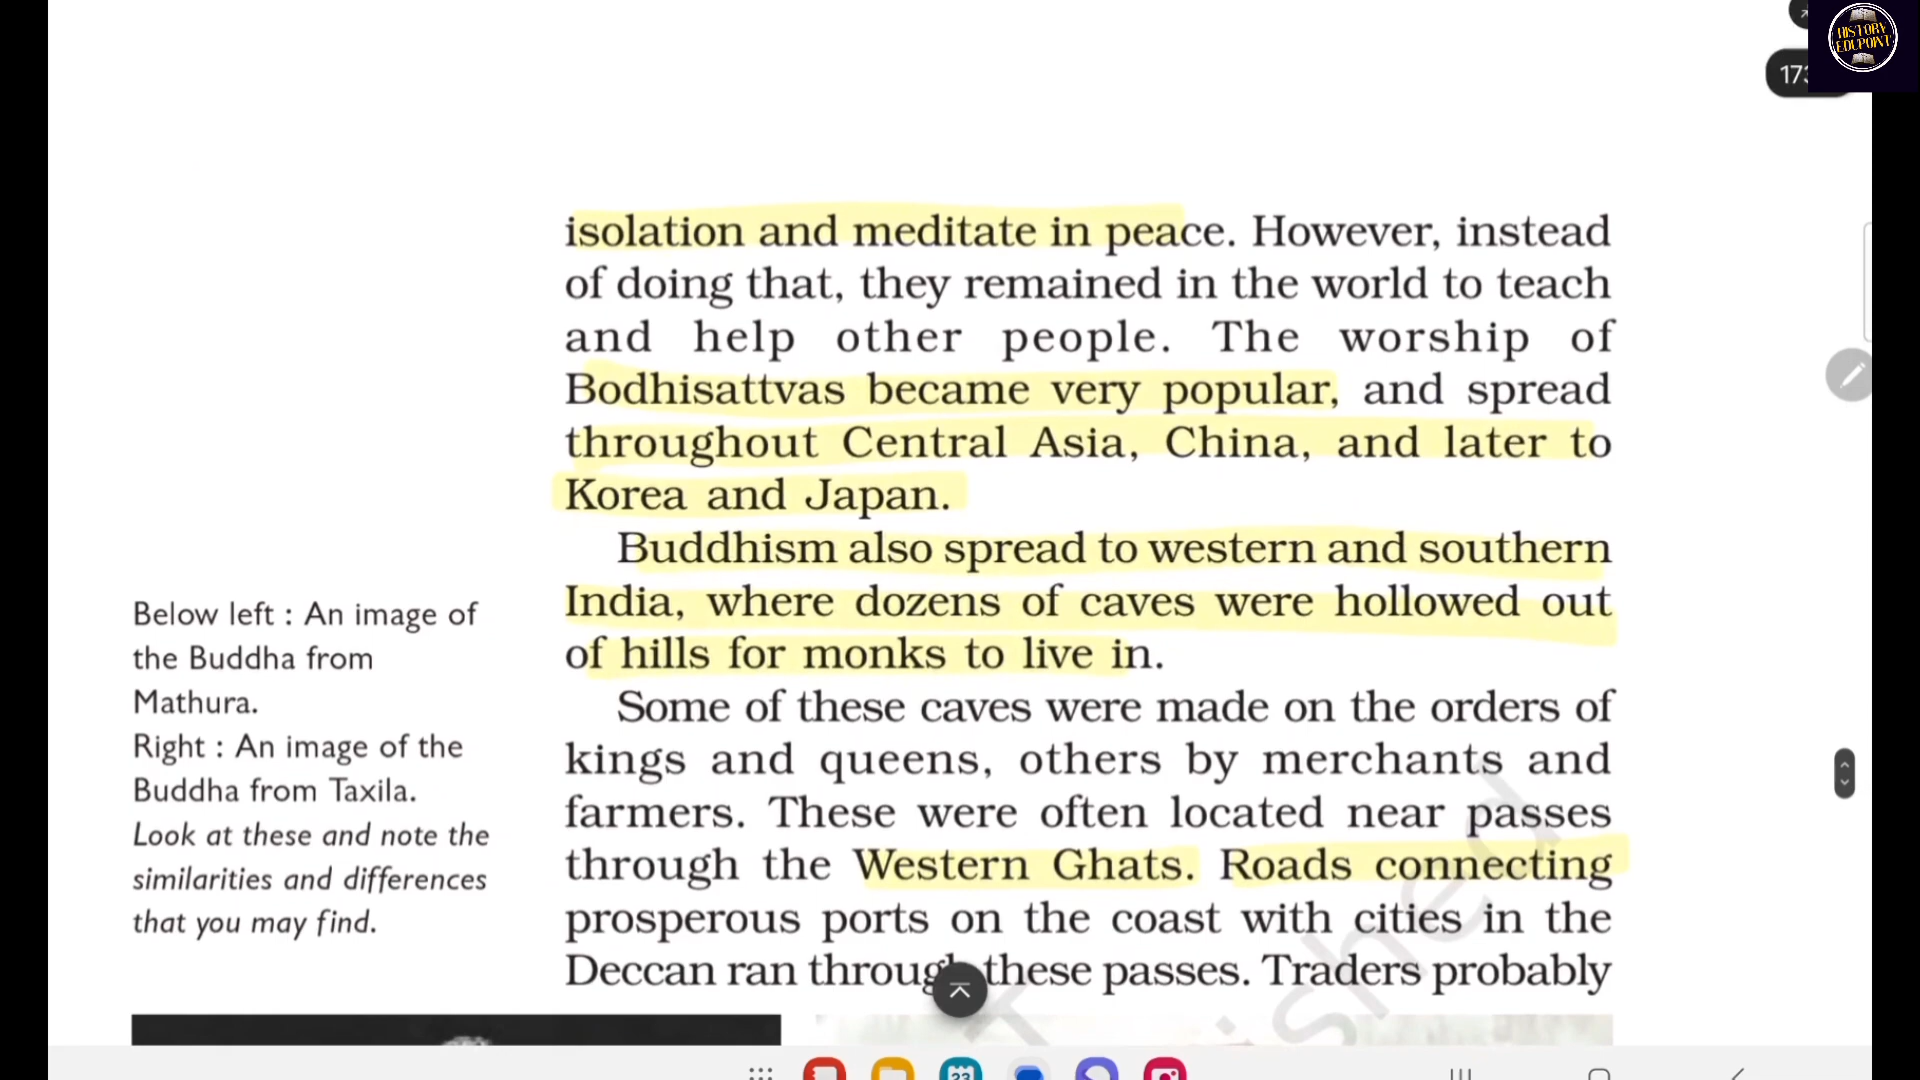 HISTORY
EDUPOINT
isolation and meditate in peace. However, instead
of doing that, they remained in the world to teach
and help other people. The worship of
Bodhisattvas became very popular, and spread
throughout Central Asia, China, and later to
Korea and Japan.
Buddhism also spread to western and southern
India, where dozens of caves were hollowed out
of hills for monks to live in.
Some of these caves were made on the orders of
kings and queens, others by merchants and
farmers. These were often located near passes
through the Western Ghats. Roads connecting
prosperous ports on the coast with cities in the
Deccan ran through these passes. Traders probably
Below left : An image of
the Buddha from
Mathura.
Right : An image of the
Buddha from Taxila.
Look at these and note the
similarities and differences
that you may find.
23